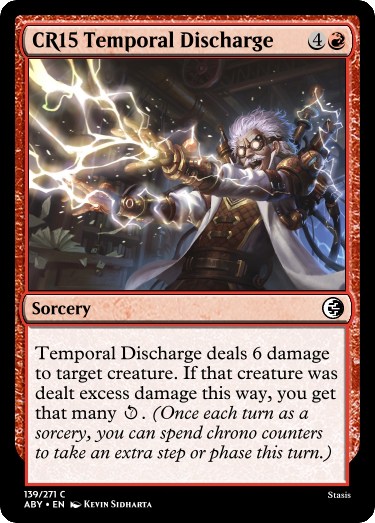 CR15 Temporal Discharge 4
Sorcery
Temporal Discharge deals 6 damage
to target creature. If that creature was
dealt excess damage this way, you get
that many . (Once each turn as a
sorcery, you can spend chrono counters
to take an extra step or phase this turn.)
139/271 C
Stasis
ABY • EN Kevin Sidharta